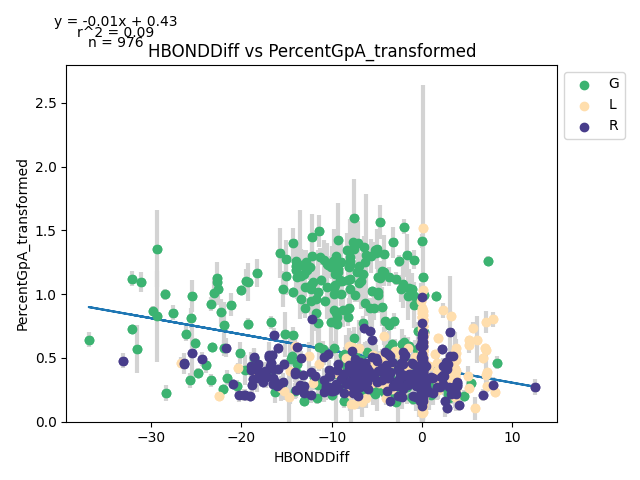 y = -0.01x + 0.43
r^2 = 0.09
n = 976
HBONDDiff vs PercentGpA_transformed
G
L
R
PercentGpA_transformed
2.5
2.0
1.5
1.0
0.5
0.0
−30
−20
−10
0
10
HBONDDiff